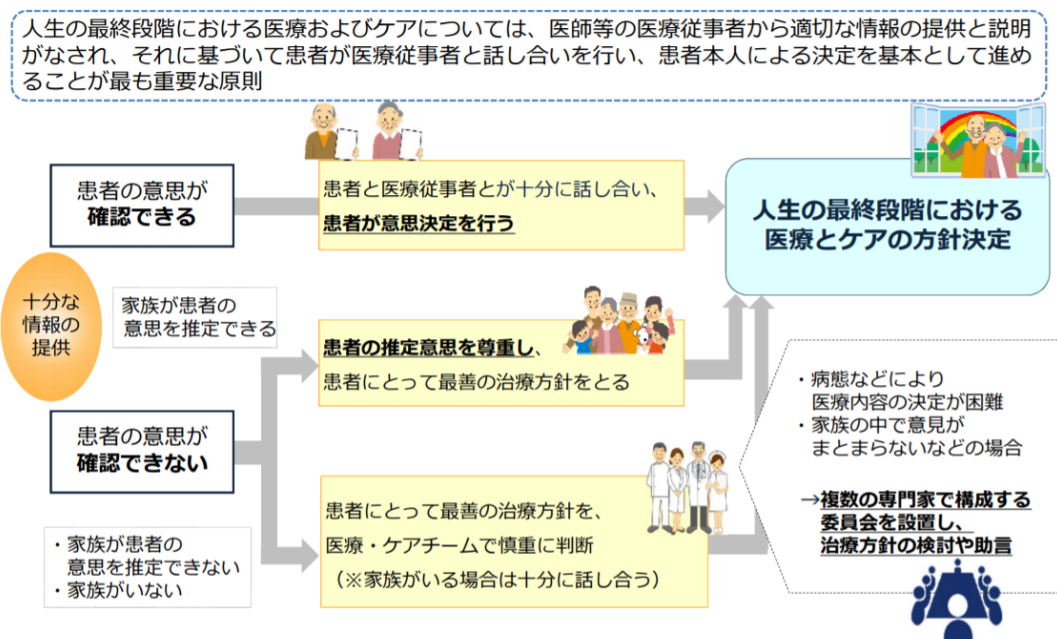 人生の最終段階における医療およびケアについては、医師等の医療従事者から適切な情報の提供と説明
がなされ、それに基づいて患者が医療従事者と話し合いを行い、患者本人による決定を基本として進め
ることが最も重要な原則
患者の意思が
確認できる
患者と医療従事者とが十分に話し合い、
患者が意思決定を行う
人生の最終段階における
医療とケアの方針決定
十分な
情報の
提供
家族が患者の
意思を推定できる
患者の推定意思を尊重し、
患者にとって最善の治療方針をとる
患者の意思が
確認できない
・家族が患者の
意思を推定できない
・家族がいない
患者にとって最善の治療方針を、
医療・ケアチームで慎重に判断
（※家族がいる場合は十分に話し合う）
・病態などにより
医療内容の決定が困難
・家族の中で意見が
まとまらないなどの場合
→複数の専門家で構成する
委員会を設置し、
治療方針の検討や助言